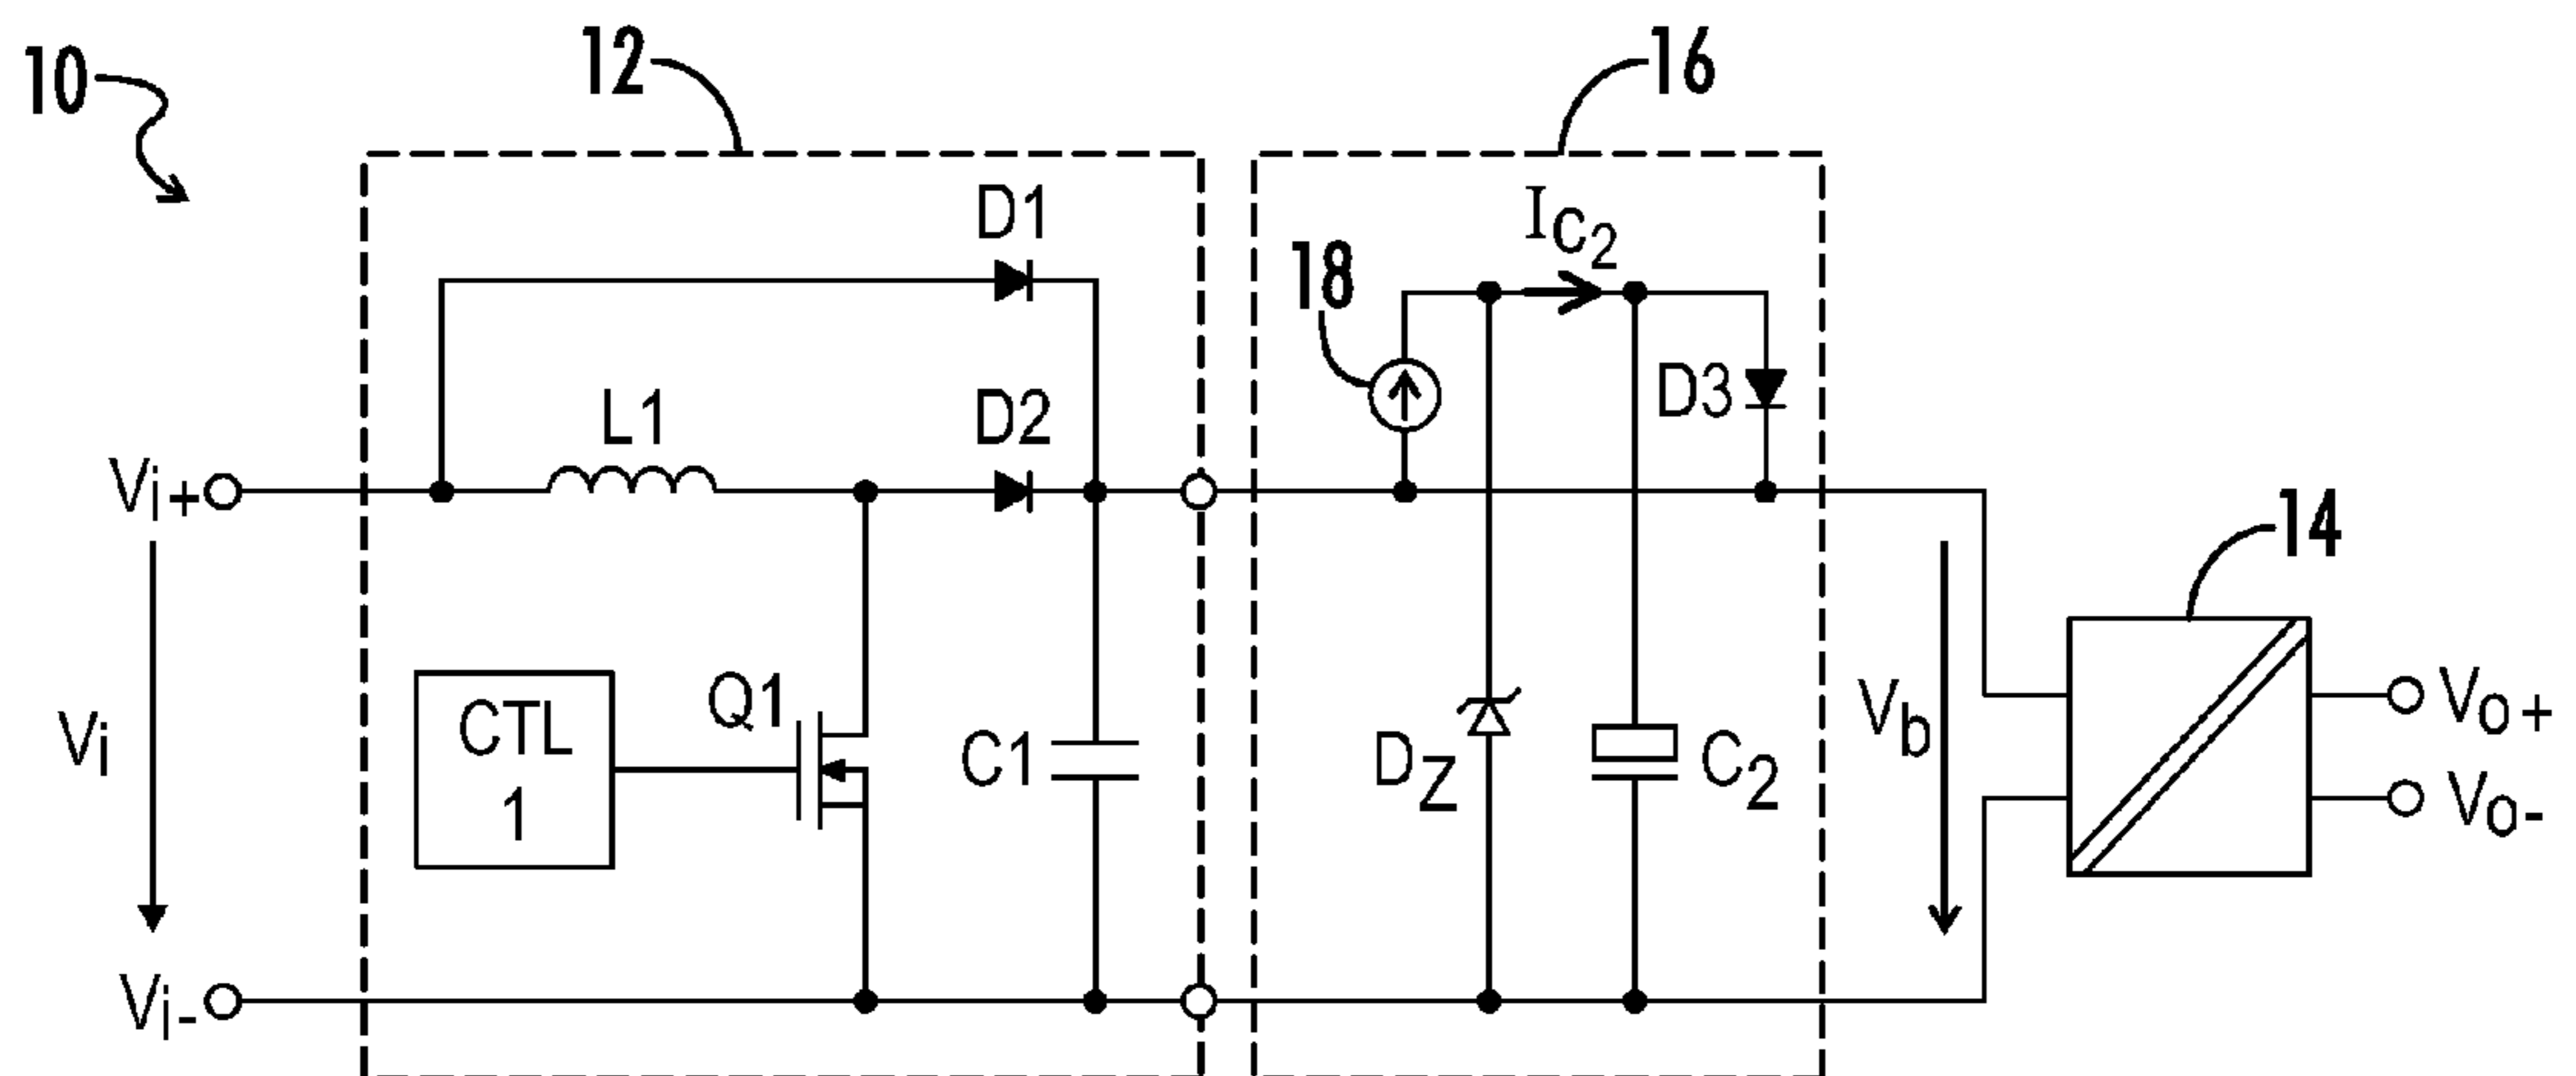 10
12
16
D1
IC2
18
L1
D2
D3
Vi+
14
CTL
1
Q1
C1
DZ
C2
Vi
Vb
VO+
VO-
Vi-